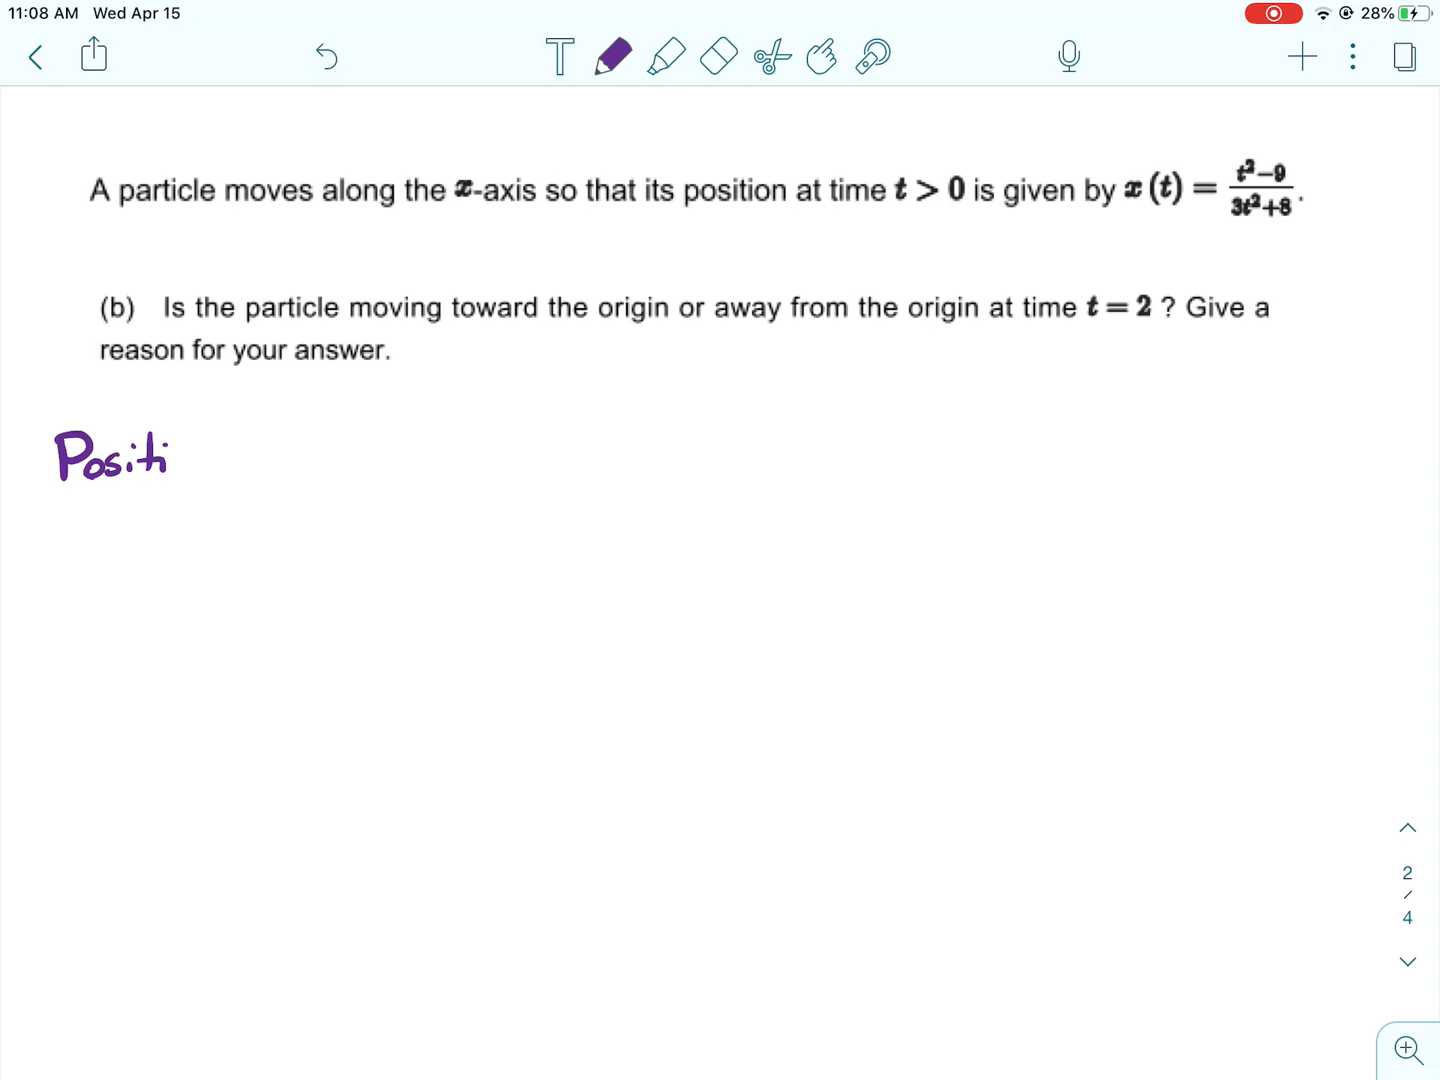 11:08 AM Wed Apr 15
28%
T
A particle moves along the x-axis so that its position at time t > 0 is given by x (t) = t²−9 / 3t²+8 .
(b) Is the particle moving toward the origin or away from the origin at time t = 2 ? Give a
reason for your answer.
Positi
2
/
4